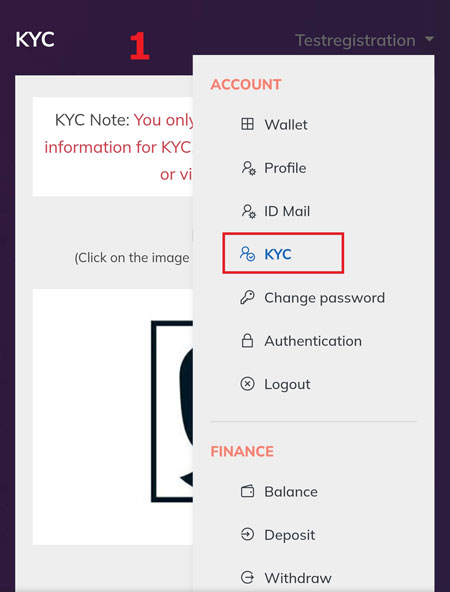 KYC
1
Testregistration
KYC Note: You only
information for KYC
or vi
(Click on the image
ACCOUNT
Wallet
Profile
ID Mail
KYC
Change password
Authentication
Logout
FINANCE
Balance
Deposit
Withdraw